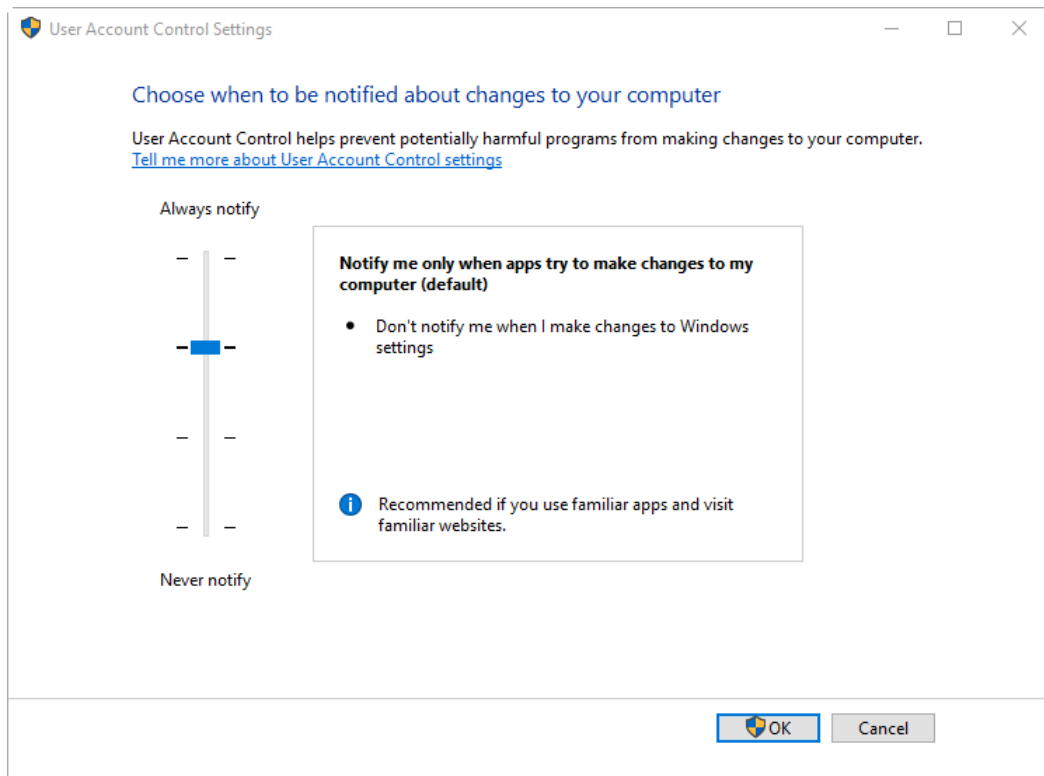 User Account Control Settings
Choose when to be notified about changes to your computer
User Account Control helps prevent potentially harmful programs from making changes to your computer.
Tell me more about User Account Control settings
Always notify
Notify me only when apps try to make changes to my
computer (default)
Don't notify me when I make changes to Windows
settings
Recommended if you use familiar apps and visit
familiar websites.
Never notify
OK
Cancel